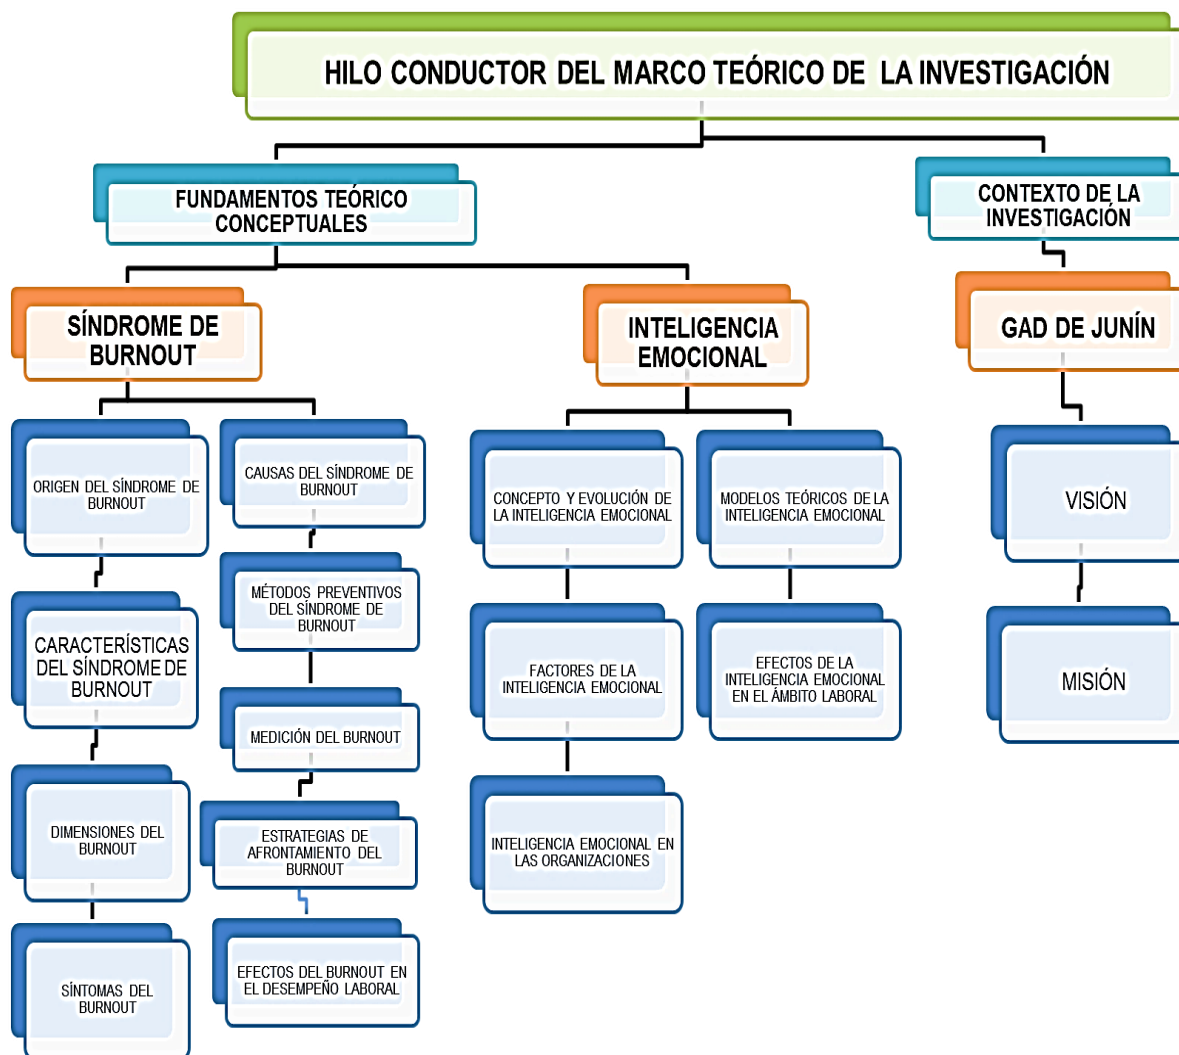 HILO CONDUCTOR DEL MARCO TEÓRICO DE LA INVESTIGACIÓN
FUNDAMENTOS TEÓRICO
CONCEPTUALES
CONTEXTO DE LA
INVESTIGACIÓN
SÍNDROME DE
BURNOUT
INTELIGENCIA
EMOCIONAL
GAD DE JUNÍN
ORIGEN DEL SÍNDROME DE
BURNOUT
CARACTERÍSTICAS
DEL SÍNDROME DE
BURNOUT
DIMENSIONES DEL
BURNOUT
SÍNTOMAS DEL
BURNOUT
CAUSAS DEL SÍNDROME DE
BURNOUT
MÉTODOS PREVENTIVOS
DEL SÍNDROME DE
BURNOUT
MEDICIÓN DEL BURNOUT
ESTRATEGIAS DE
AFRONTAMIENTO DEL
BURNOUT
EFECTOS DEL BURNOUT EN
EL DESEMPEÑO LABORAL
CONCEPTO Y EVOLUCIÓN DE
LA INTELIGENCIA EMOCIONAL
FACTORES DE LA
INTELIGENCIA EMOCIONAL
INTELIGENCIA EMOCIONAL EN
LAS ORGANIZACIONES
MODELOS TEÓRICOS DE LA
INTELIGENCIA EMOCIONAL
EFECTOS DE LA
INTELIGENCIA EMOCIONAL
EN EL ÁMBITO LABORAL
VISIÓN
MISIÓN